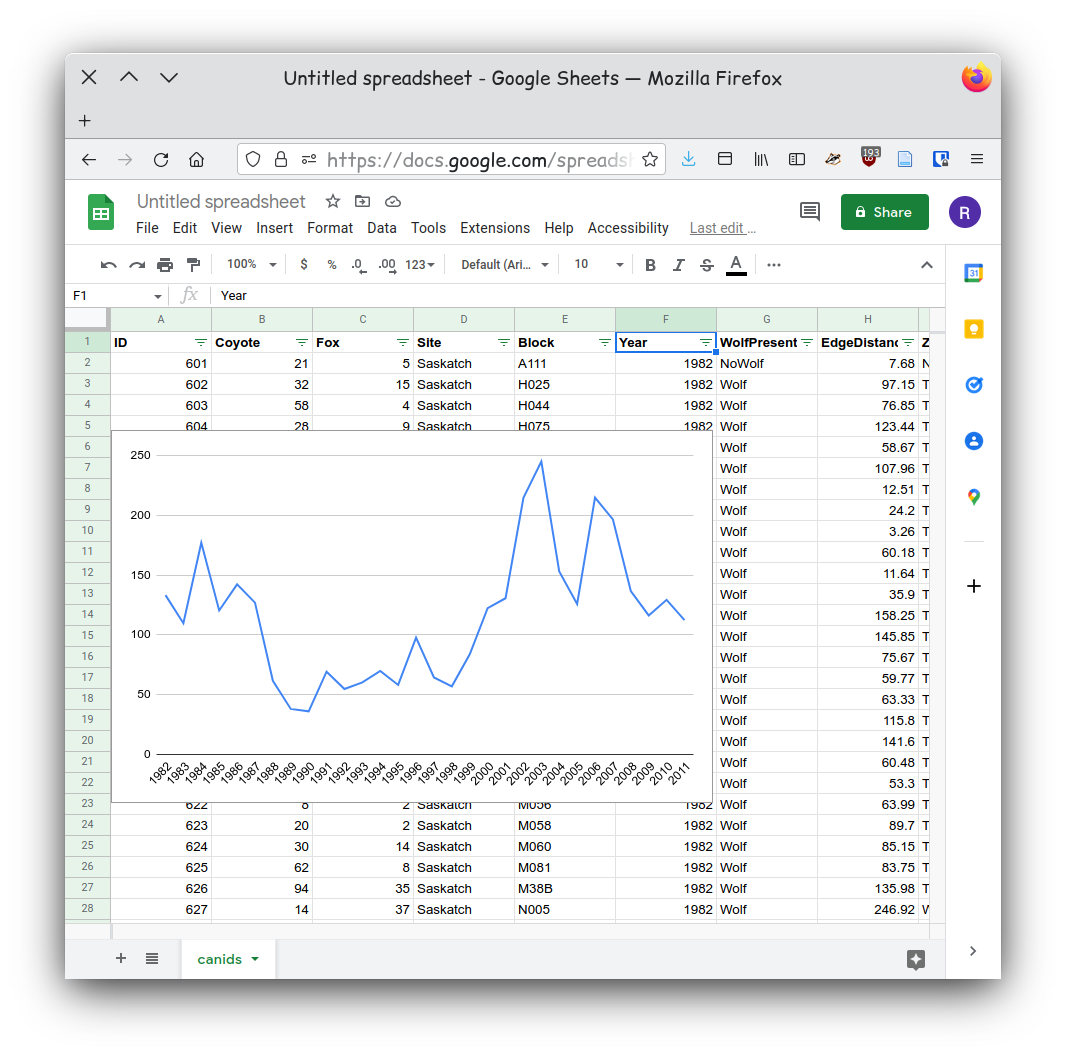 Untitled spreadsheet - Google Sheets — Mozilla Firefox
https://docs.google.com/spreads
193
Untitled spreadsheet
File Edit View Insert Format Data Tools Extensions Help Accessibility Last edit ...
Share
R
100% $ % .0 .00 123 Default (Ari... 10 B I S A
31
F1 fx Year
A B C D E F G H
1 ID Coyote Fox Site Block Year WolfPresent EdgeDistanc Z
2 601 21 5 Saskatch A111 1982 NoWolf 7.68 N
3 602 32 15 Saskatch H025 1982 Wolf 97.15 T
4 603 58 4 Saskatch H044 1982 Wolf 76.85 T
5 604 28 9 Saskatch H075 1982 Wolf 123.44 T
6 Wolf 58.67 T
7 Wolf 107.96 T
8 Wolf 12.51 T
9 Wolf 24.2 T
10 Wolf 3.26 T
11 Wolf 60.18 T
12 Wolf 11.64 T
13 Wolf 35.9 T
14 Wolf 158.25 T
15 Wolf 145.85 T
16 Wolf 75.67 T
17 Wolf 59.77 T
18 Wolf 63.33 T
19 Wolf 115.8 T
20 Wolf 141.6 T
21 Wolf 60.48 T
22 Wolf 53.3 T
250
200
150
100
50
0
1982 1983 1984 1985 1986 1987 1988 1989 1990 1991 1992 1993 1994 1995 1996 1997 1998 1999 2000 2001 2002 2003 2004 2005 2006 2007 2008 2009 2010 2011
23 622 8 2 Saskatch M056 1982 Wolf 63.99 T
24 623 20 2 Saskatch M058 1982 Wolf 89.7 T
25 624 30 14 Saskatch M060 1982 Wolf 85.15 T
26 625 62 8 Saskatch M081 1982 Wolf 83.75 T
27 626 94 35 Saskatch M38B 1982 Wolf 135.98 T
28 627 14 37 Saskatch N005 1982 Wolf 246.92 W
canids